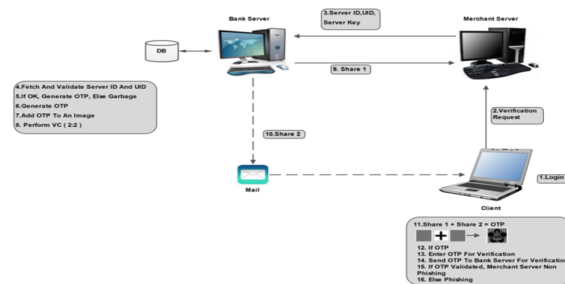 Bank Server
3.Server ID,UID,
Server Key
Merchant Server
DB
9. Share 1
4.Fetch And Validate Server ID And UID
5.If OK, Generate OTP, Else Garbage
6.Generate OTP
7.Add OTP To An Image
8. Perform VC ( 2:2 )
2.Verification
Request
10.Share 2
Mail
1.Login
Client
11.Share 1 + Share 2 = OTP
12. If OTP
13. Enter OTP For Verification
14. Send OTP To Bank Server For Verification
15. If OTP Validated, Merchant Server Non
Phishing
16. Else Phishing